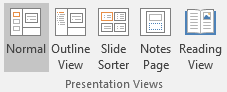 Normal Outline Slide Notes Reading
View Sorter Page View
Presentation Views